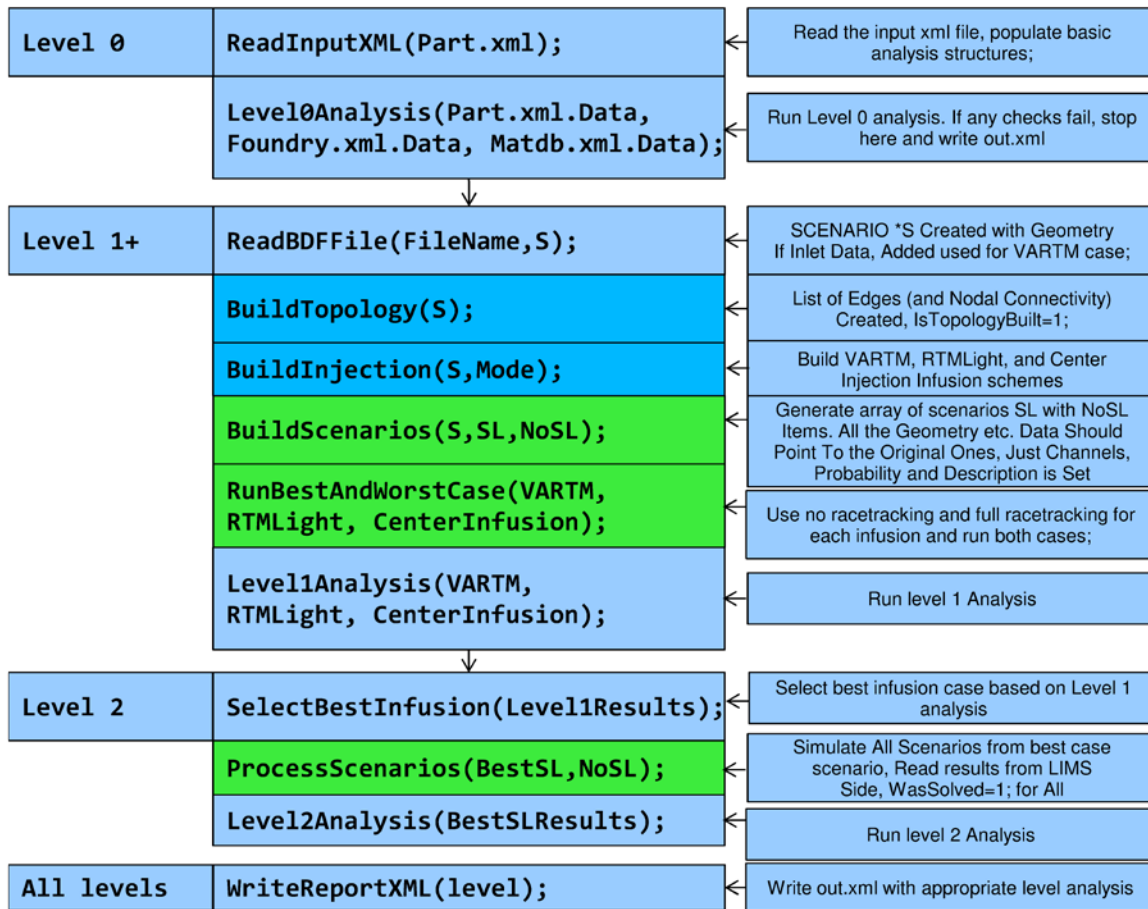 Level 0
ReadInputXML(Part.xml);
Read the input xml file, populate basic
analysis structures;
Level0Analysis(Part.xml.Data,
Foundry.xml.Data, Matdb.xml.Data);
Run Level 0 analysis. If any checks fail, stop
here and write out.xml
Level 1+
ReadBDFFile(FileName,S);
SCENARIO *S Created with Geometry
If Inlet Data, Added used for VARTM case;
BuildTopology(S);
List of Edges (and Nodal Connectivity)
Created, IsTopologyBuilt=1;
BuildInjection(S,Mode);
Build VARTM, RTMLight, and Center
Injection Infusion schemes
BuildScenarios(S,SL,NoSL);
Generate array of scenarios SL with NoSL
Items. All the Geometry etc. Data Should
Point To the Original Ones, Just Channels,
Probability and Description is Set
RunBestAndWorstCase(VARTM,
RTMLight, CenterInfusion);
Use no racetracking and full racetracking for
each infusion and run both cases;
Level1Analysis(VARTM,
RTMLight, CenterInfusion);
Run level 1 Analysis
Level 2
SelectBestInfusion(Level1Results);
Select best infusion case based on Level 1
analysis
ProcessScenarios(BestSL,NoSL);
Simulate All Scenarios from best case
scenario, Read results from LIMS
Side, WasSolved=1; for All
Level2Analysis(BestSLResults);
Run level 2 Analysis
All levels
WriteReportXML(level);
Write out.xml with appropriate level analysis